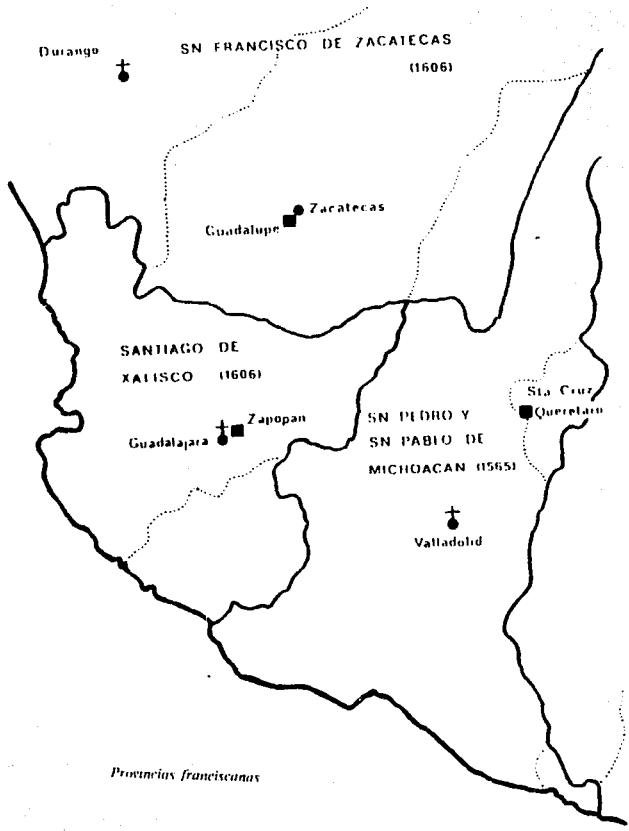 Durango
SN FRANCISCO DE ZACATECAS
(1606)
Zacatecas
Guadalupe
SANTIAGO DE
XALISCO (1606)
Zapopan
Guadalajara
Sta Cruz
Queretaro
SN PEDRO Y
SN PABLO DE
MICHOACAN (1565)
Valladolid
Provincias franciscanas